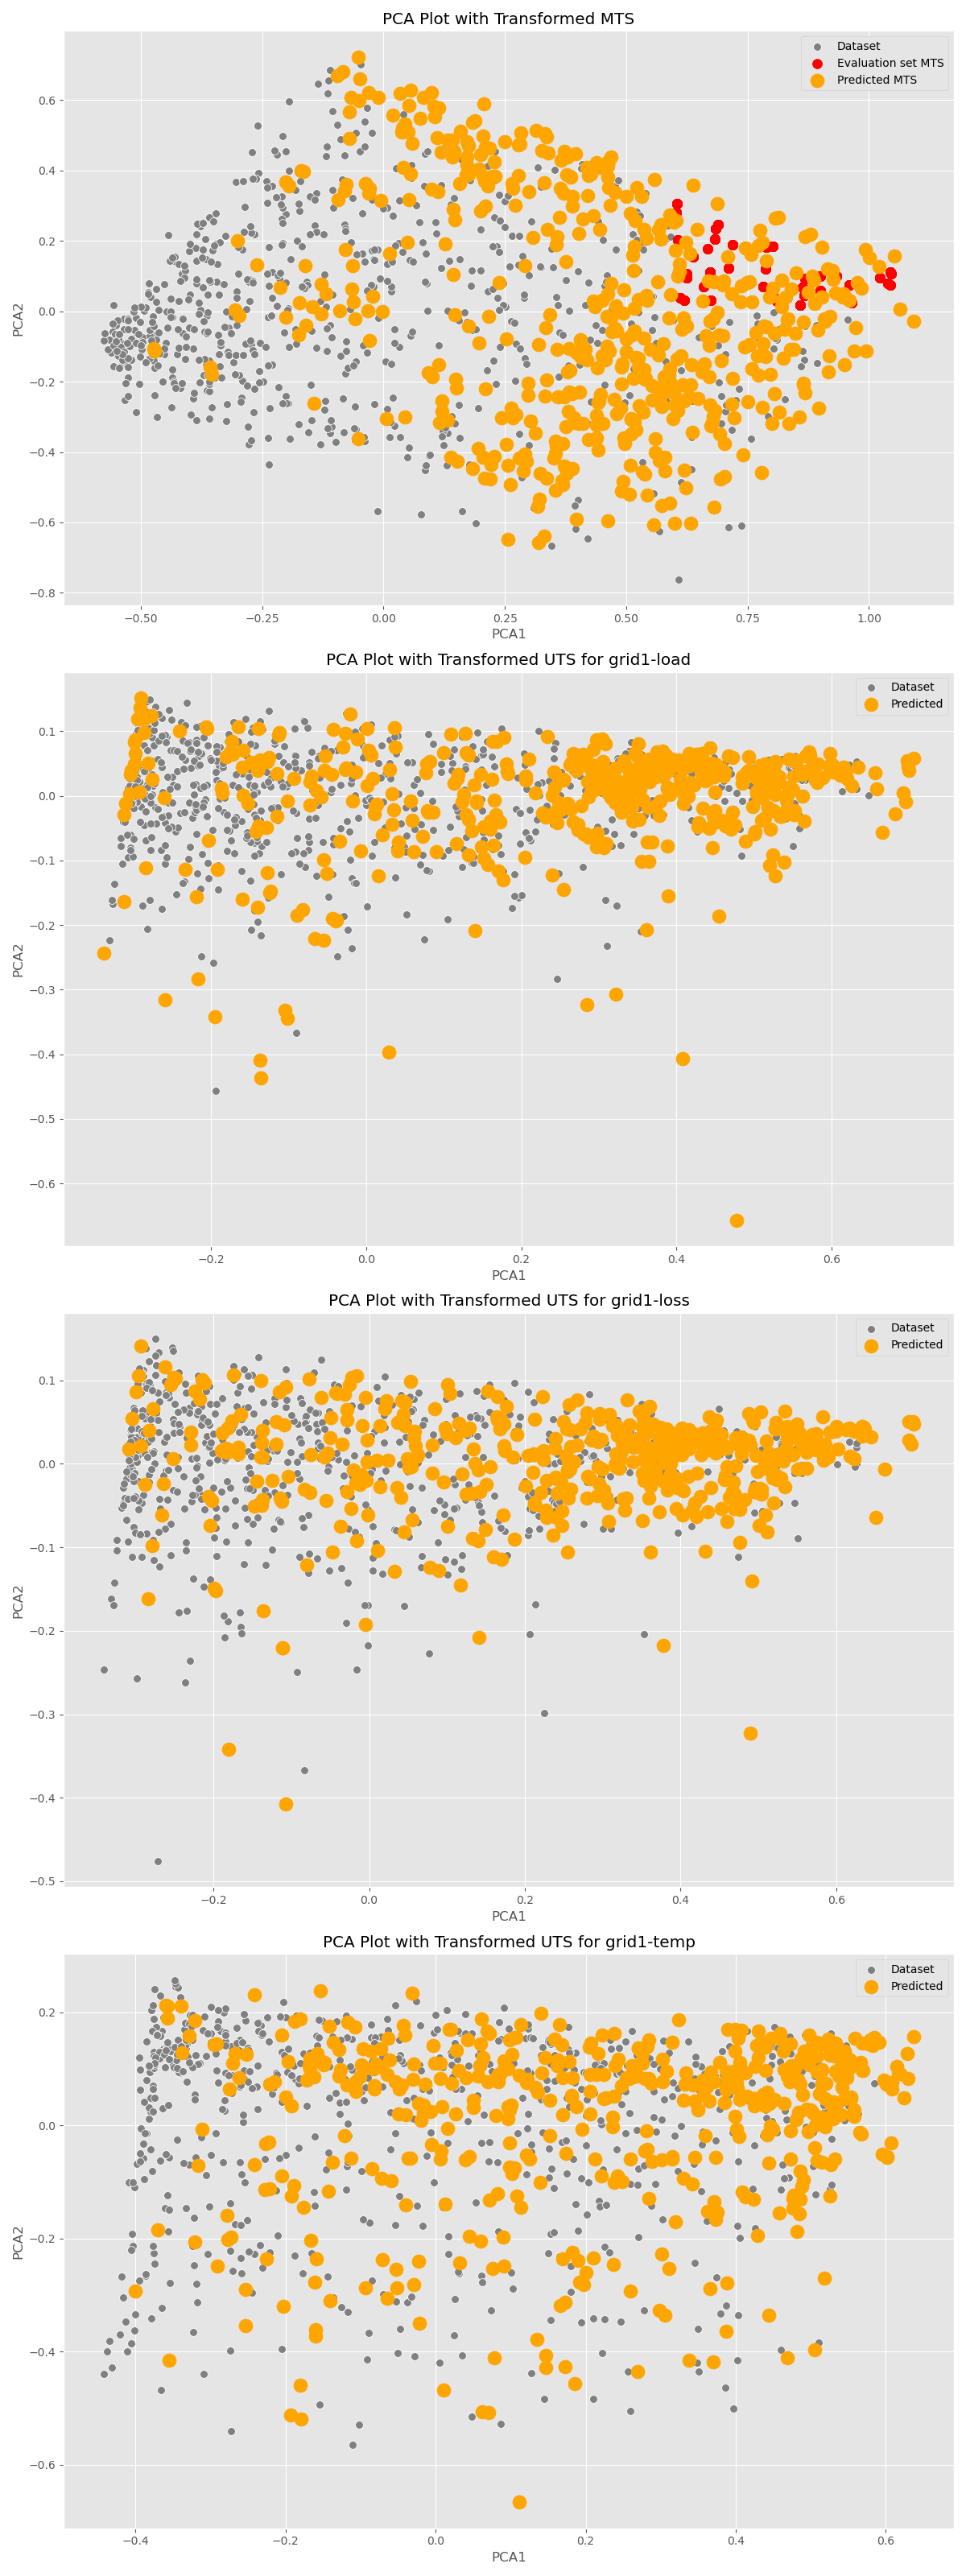 PCA Plot with Transformed MTS
Dataset
Evaluation set MTS
Predicted MTS
PCA2
0.6
0.4
0.2
0.0
−0.2
−0.4
−0.6
−0.8
−0.50
−0.25
0.00
0.25
0.50
0.75
1.00
PCA1
PCA Plot with Transformed UTS for grid1-load
Dataset
Predicted
PCA2
0.1
0.0
−0.1
−0.2
−0.3
−0.4
−0.5
−0.6
−0.2
0.0
0.2
0.4
0.6
PCA1
PCA Plot with Transformed UTS for grid1-loss
Dataset
Predicted
PCA2
0.1
0.0
−0.1
−0.2
−0.3
−0.4
−0.5
−0.2
0.0
0.2
0.4
0.6
PCA1
PCA Plot with Transformed UTS for grid1-temp
Dataset
Predicted
PCA2
0.2
0.0
−0.2
−0.4
−0.6
−0.4
−0.2
0.0
0.2
0.4
0.6
PCA1